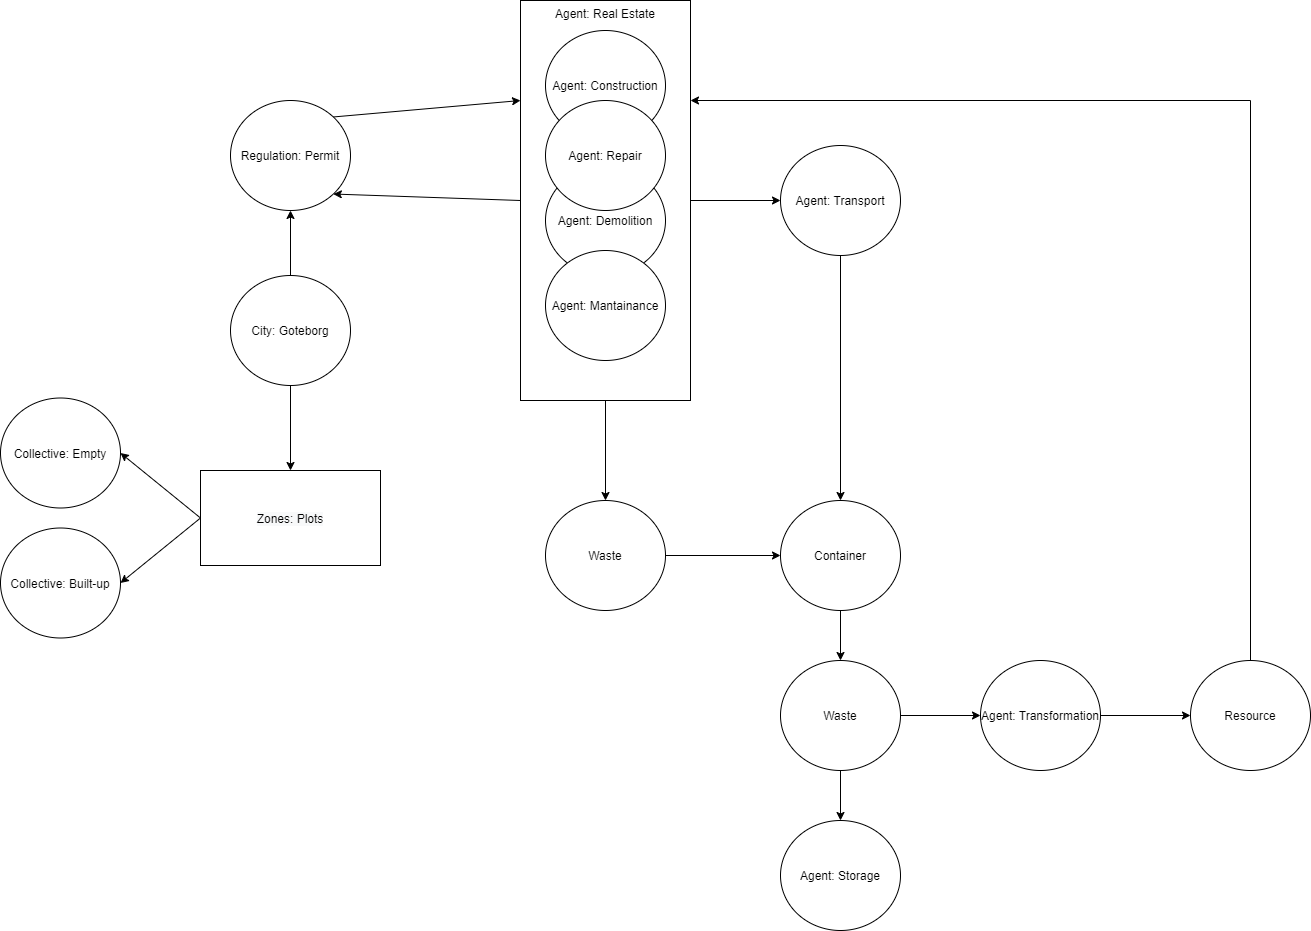 Agent: Real Estate
Agent: Construction
Regulation: Permit
Agent: Repair
Agent: Transport
Agent: Demolition
City: Goteborg
Agent: Mantainance
Collective: Empty
Zones: Plots
Collective: Built-up
Waste
Container
Waste
Agent: Transformation
Resource
Agent: Storage